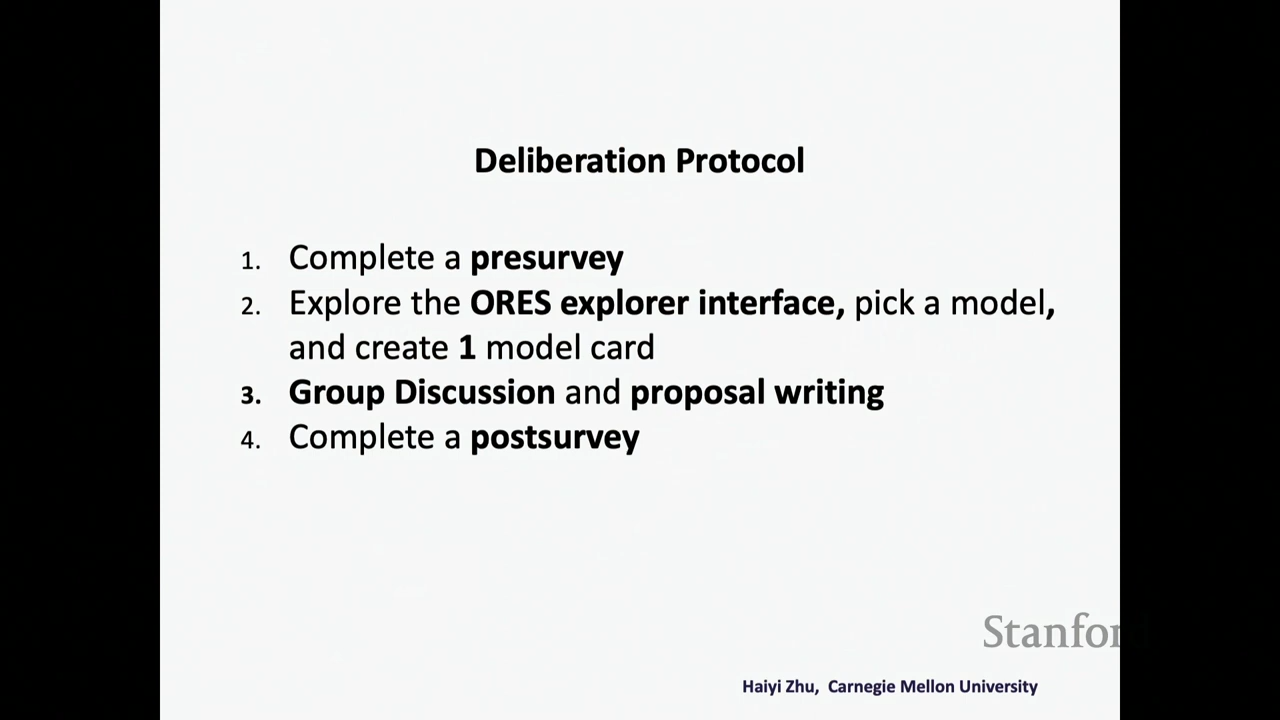 Deliberation Protocol
1. Complete a presurvey
2. Explore the ORES explorer interface, pick a model,
and create 1 model card
3. Group Discussion and proposal writing
4. Complete a postsurvey
Stanfor
Haiyi Zhu, Carnegie Mellon University